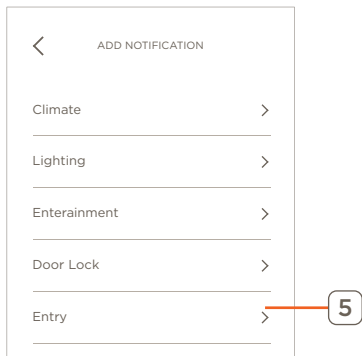 ADD NOTIFICATION
Climate
Lighting
Enterainment
Door Lock
Entry
5